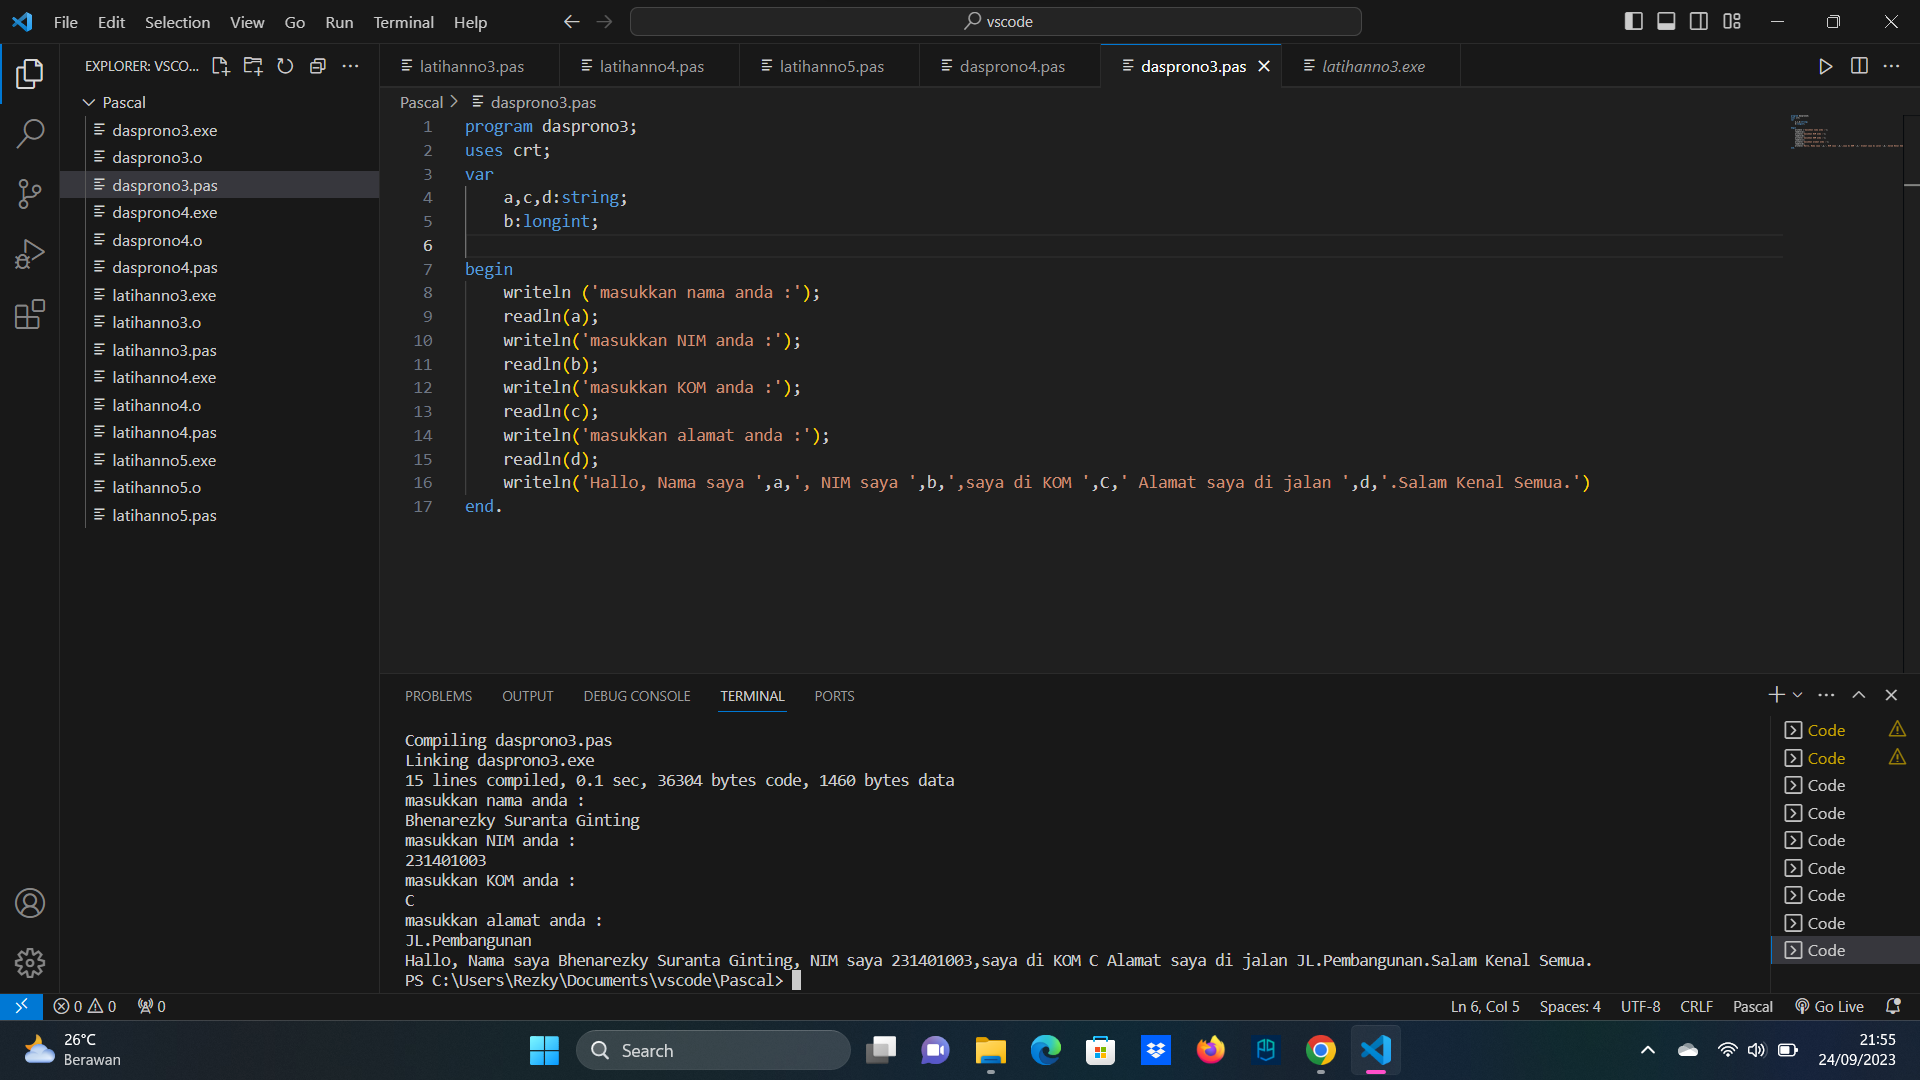 File Edit Selection View Go Run Terminal Help vscode
EXPLORER: VSCO... latihanno3.pas latihanno4.pas latihanno5.pas dasprono4.pas dasprono3.pas latihanno3.exe
Pascal
dasprono3.exe
dasprono3.o
dasprono3.pas
dasprono4.exe
dasprono4.o
dasprono4.pas
latihanno3.exe
latihanno3.o
latihanno3.pas
latihanno4.exe
latihanno4.o
latihanno4.pas
latihanno5.exe
latihanno5.o
latihanno5.pas
Pascal > dasprono3.pas
1 program dasprono3;
2 uses crt;
3 var
4 a,c,d:string;
5 b:longint;
6
7 begin
8 writeln ('masukkan nama anda :');
9 readln(a);
10 writeln('masukkan NIM anda :');
11 readln(b);
12 writeln('masukkan KOM anda :');
13 readln(c);
14 writeln('masukkan alamat anda :');
15 readln(d);
16 writeln('Hallo, Nama saya ',a,', NIM saya ',b,',saya di KOM ',C,' Alamat saya di jalan ',d,'.Salam Kenal Semua.')
17 end.
PROBLEMS OUTPUT DEBUG CONSOLE TERMINAL PORTS
Compiling dasprono3.pas
Linking dasprono3.exe
15 lines compiled, 0.1 sec, 36304 bytes code, 1460 bytes data
masukkan nama anda :
Bhenarezky Suranta Ginting
masukkan NIM anda :
231401003
masukkan KOM anda :
C
masukkan alamat anda :
JL.Pembangunan
Hallo, Nama saya Bhenarezky Suranta Ginting, NIM saya 231401003,saya di KOM C Alamat saya di jalan JL.Pembangunan.Salam Kenal Semua.
PS C:\Users\Rezky\Documents\vscode\Pascal>
Code
Code
Code
Code
Code
Code
Code
Code
Code
0 0 0 Ln 6, Col 5 Spaces: 4 UTF-8 CRLF Pascal Go Live
26°C
Berawan
Search
21:55
24/09/2023